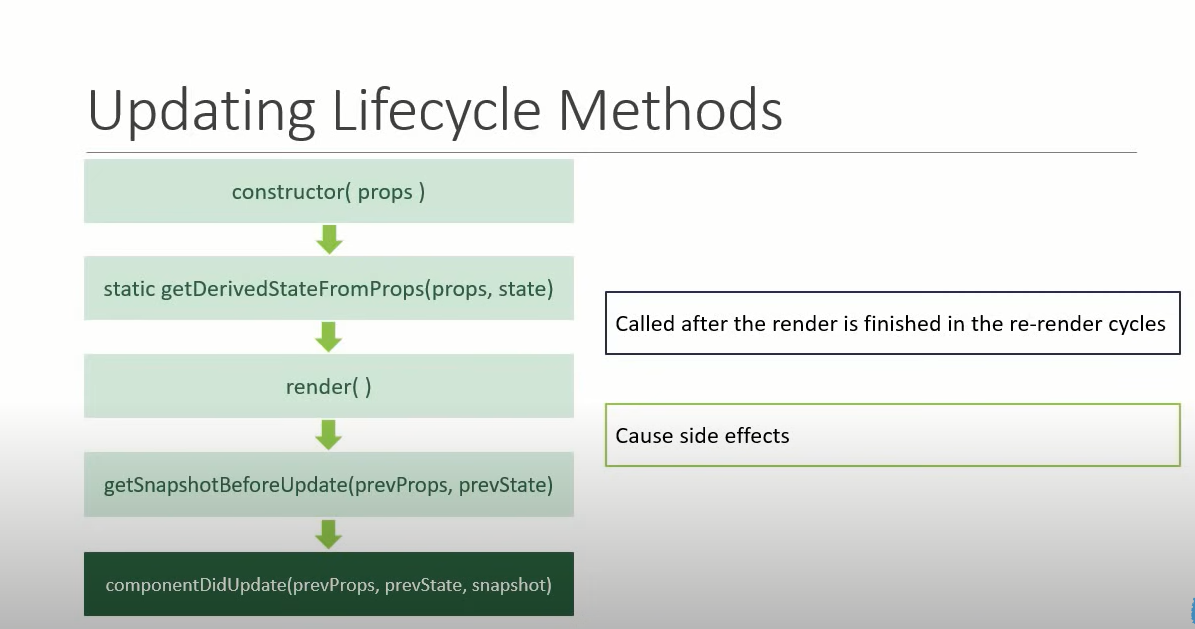 Updating Lifecycle Methods
constructor( props )
static getDerivedStateFromProps(props, state)
render( )
getSnapshotBeforeUpdate(prevProps, prevState)
componentDidUpdate(prevProps, prevState, snapshot)
Called after the render is finished in the re-render cycles
Cause side effects